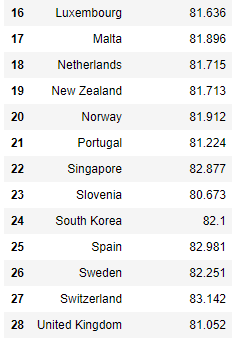 16 Luxembourg 81.636
17 Malta 81.896
18 Netherlands 81.715
19 New Zealand 81.713
20 Norway 81.912
21 Portugal 81.224
22 Singapore 82.877
23 Slovenia 80.673
24 South Korea 82.1
25 Spain 82.981
26 Sweden 82.251
27 Switzerland 83.142
28 United Kingdom 81.052